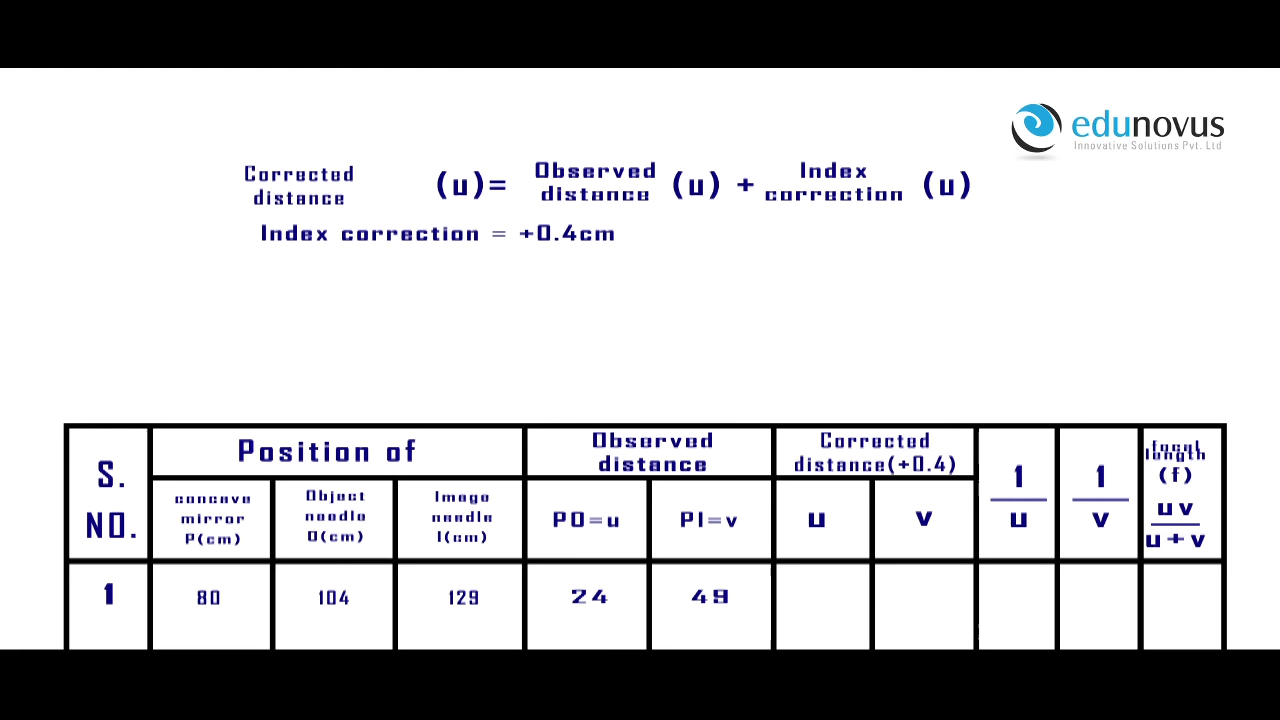 edunovus
Innovative Solutions Pvt. Ltd
Corrected distance (u) = Observed distance (u) + Index correction (u)
Index correction = +0.4cm
S. NO.
Position of
Observed distance
Corrected distance(+0.4)
1/u
1/v
focal length (f) uv/u+v
concave mirror P(cm)
Object needle O(cm)
Image needle I(cm)
PO=u
PI=v
u
v
1 80 104 129 24 49